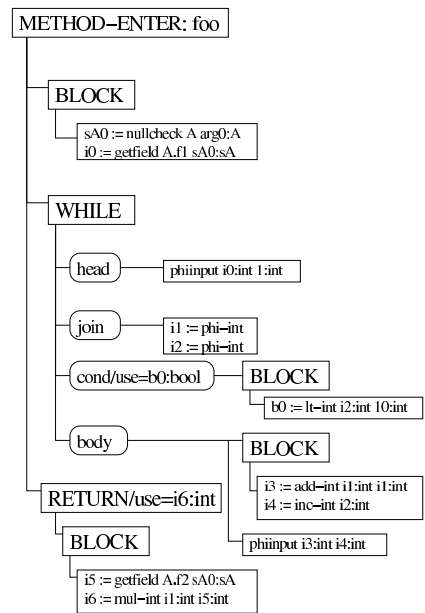 METHOD−ENTER: foo
BLOCK
sA0 := nullcheck A arg0:A
i0 := getfield A.f1 sA0:sA
WHILE
head
phiinput i0:int 1:int
join
i1 := phi−int
i2 := phi−int
cond/use=b0:bool
BLOCK
b0 := lt−int i2:int 10:int
body
BLOCK
i3 := add−int i1:int i1:int
i4 := inc−int i2:int
phiinput i3:int i4:int
RETURN/use=i6:int
BLOCK
i5 := getfield A.f2 sA0:sA
i6 := mul−int i1:int i5:int